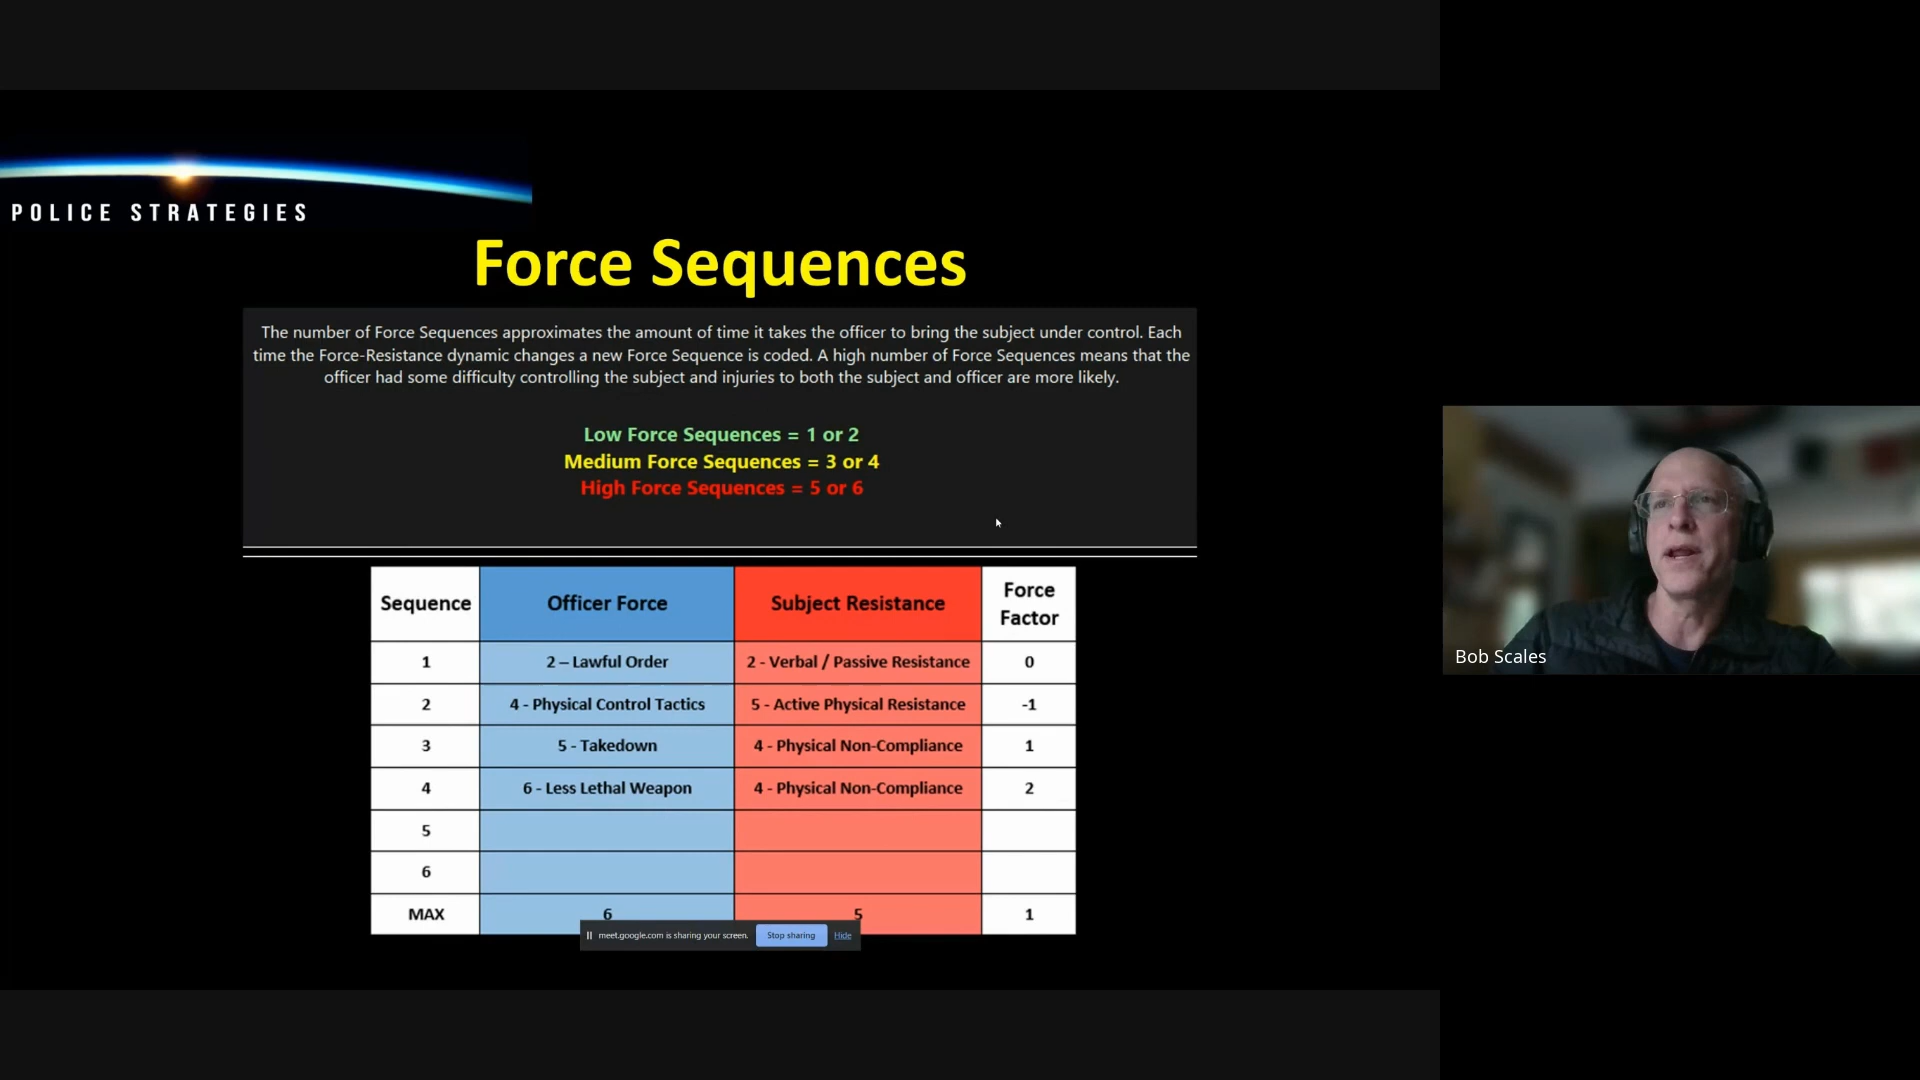 POLICE STRATEGIES
Force Sequences
The number of Force Sequences approximates the amount of time it takes the officer to bring the subject under control. Each
time the Force-Resistance dynamic changes a new Force Sequence is coded. A high number of Force Sequences means that the
officer had some difficulty controlling the subject and injuries to both the subject and officer are more likely.
Low Force Sequences = 1 or 2
Medium Force Sequences = 3 or 4
High Force Sequences = 5 or 6
Sequence Officer Force Subject Resistance Force Factor
1 2 – Lawful Order 2 - Verbal / Passive Resistance 0
2 4 - Physical Control Tactics 5 - Active Physical Resistance -1
3 5 - Takedown 4 - Physical Non-Compliance 1
4 6 - Less Lethal Weapon 4 - Physical Non-Compliance 2
5
6
MAX 6 5 1
meet.google.com is sharing your screen. Stop sharing Hide
Bob Scales